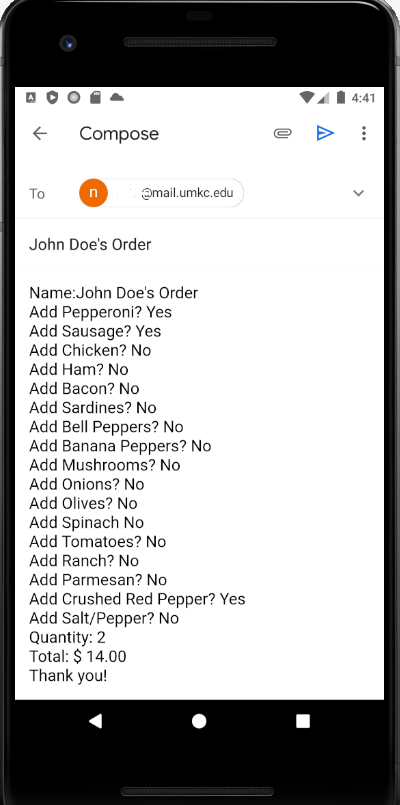 4:41
Compose
To
n @mail.umkc.edu
John Doe's Order
Name:John Doe's Order
Add Pepperoni? Yes
Add Sausage? Yes
Add Chicken? No
Add Ham? No
Add Bacon? No
Add Sardines? No
Add Bell Peppers? No
Add Banana Peppers? No
Add Mushrooms? No
Add Onions? No
Add Olives? No
Add Spinach No
Add Tomatoes? No
Add Ranch? No
Add Parmesan? No
Add Crushed Red Pepper? Yes
Add Salt/Pepper? No
Quantity: 2
Total: $ 14.00
Thank you!